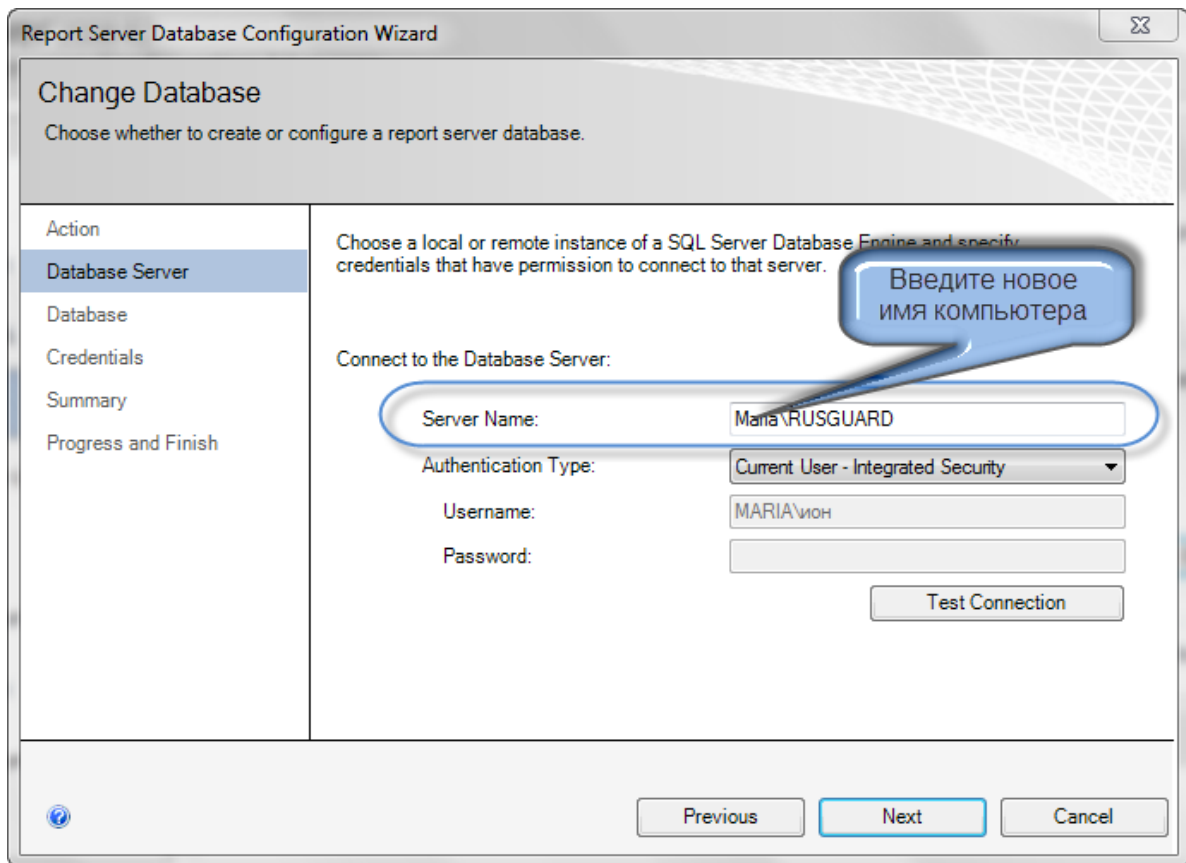 Report Server Database Configuration Wizard
Change Database
Choose whether to create or configure a report server database.
Action
Database Server
Database
Credentials
Summary
Progress and Finish
Choose a local or remote instance of a SQL Server Database Engine and specify
credentials that have permission to connect to that server.
Введите новое
имя компьютера
Connect to the Database Server:
Server Name:
Maria\RUSGUARD
Authentication Type:
Current User - Integrated Security
Username:
MARIA\ион
Password:
Test Connection
Previous
Next
Cancel